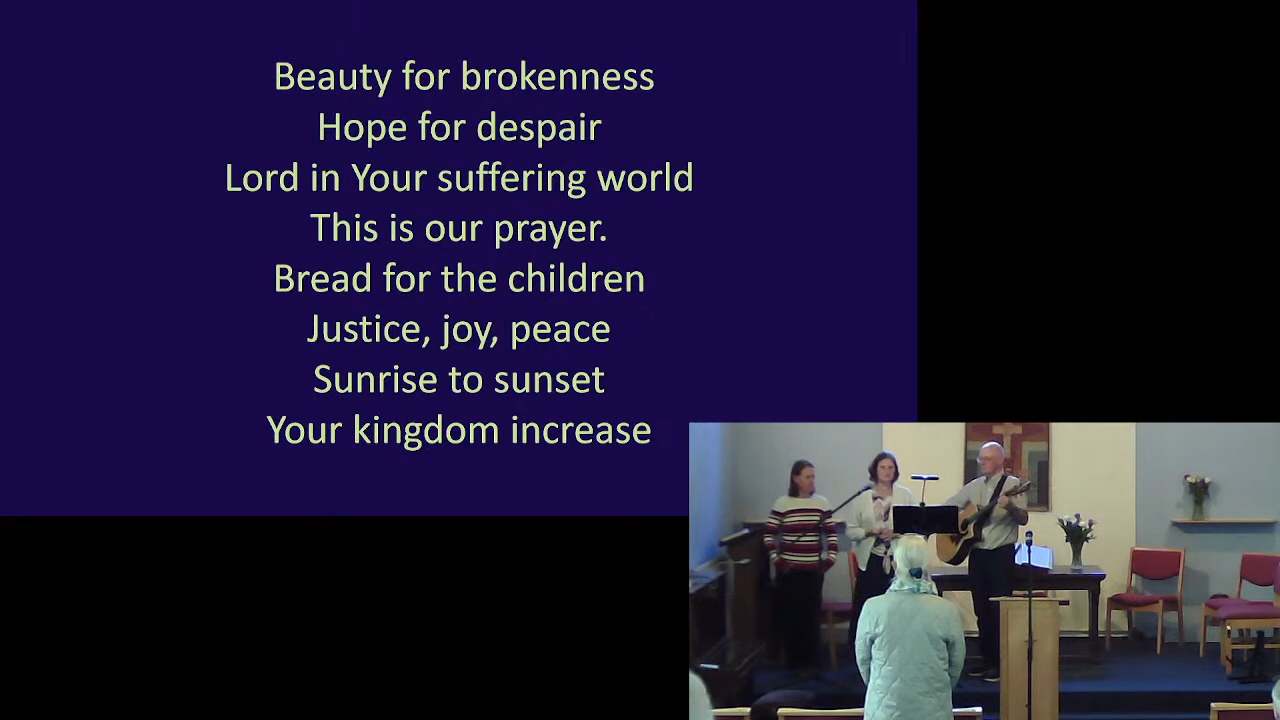 Beauty for brokenness
Hope for despair
Lord in Your suffering world
This is our prayer.
Bread for the children
Justice, joy, peace
Sunrise to sunset
Your kingdom increase